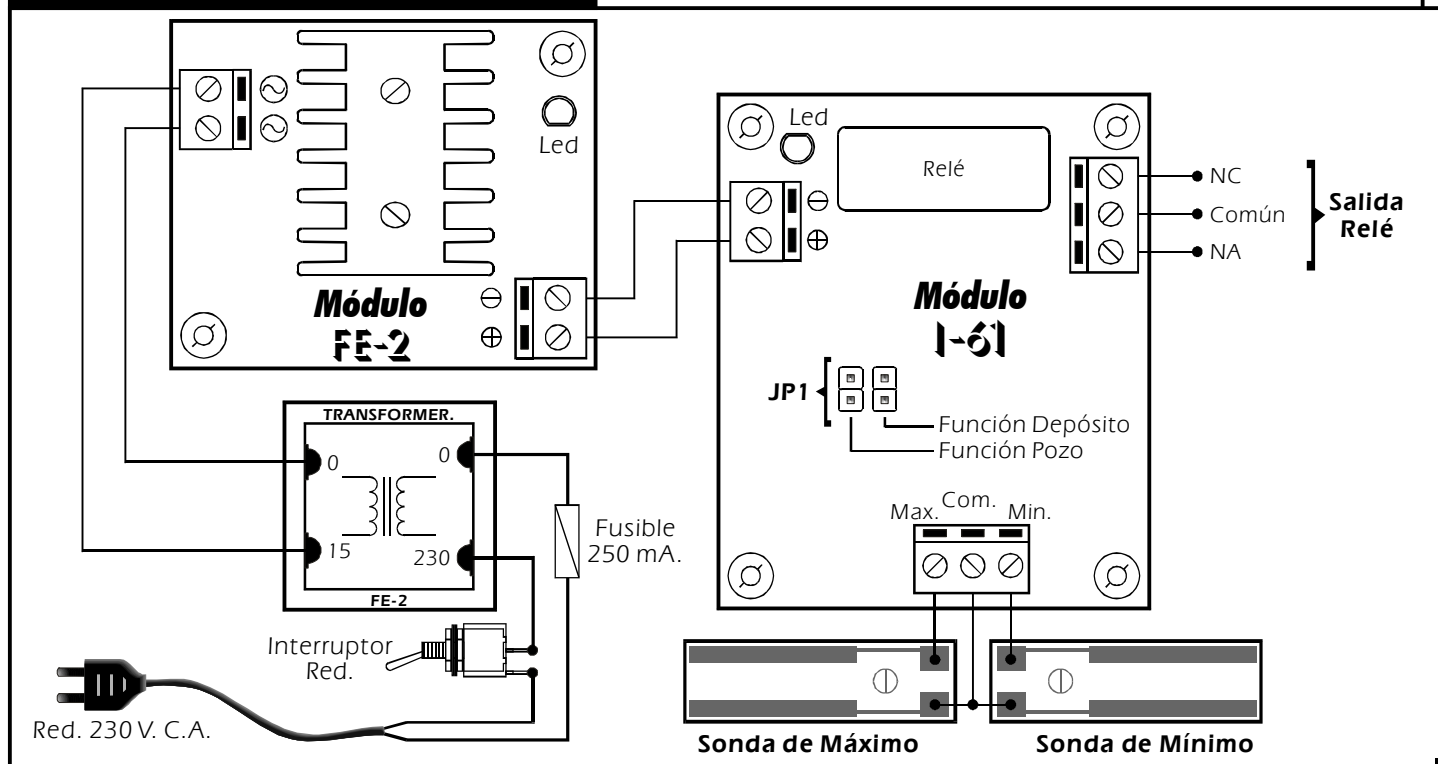 Led
Módulo
FE-2
Led
Relé
NC
Común
NA
Salida
Relé
Módulo
I-61
JP1
Función Depósito
Función Pozo
TRANSFORMER.
0
0
15
230
FE-2
Fusible
250 mA.
Interruptor
Red.
Red. 230 V. C.A.
Max.
Com.
Min.
Sonda de Máximo
Sonda de Mínimo